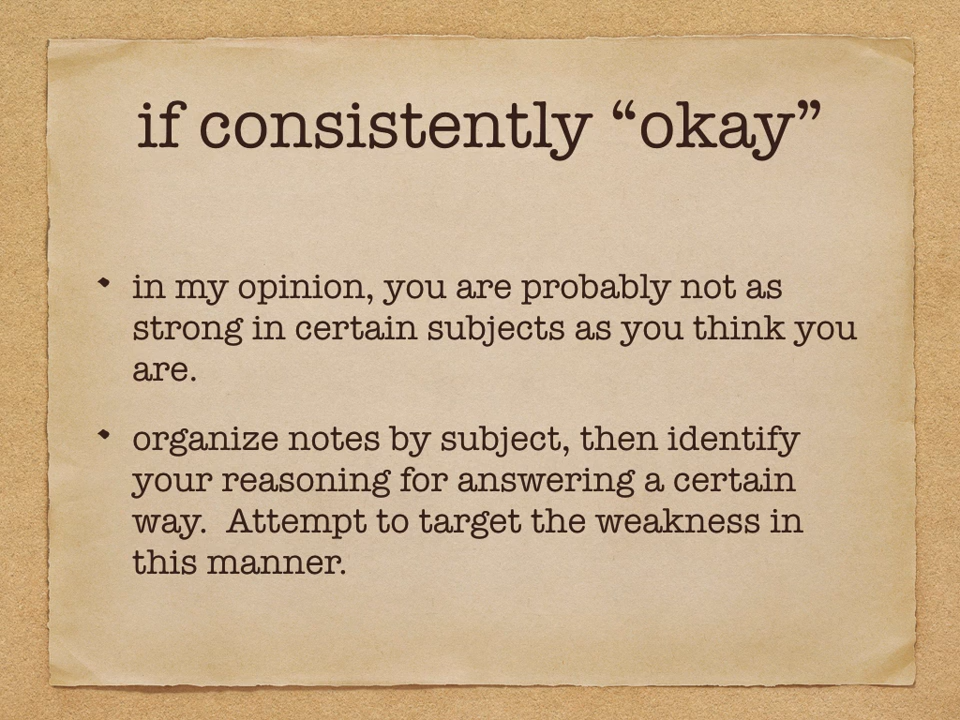 if consistently “okay”
in my opinion, you are probably not as
strong in certain subjects as you think you
are.
organize notes by subject, then identify
your reasoning for answering a certain
way.  Attempt to target the weakness in
this manner.